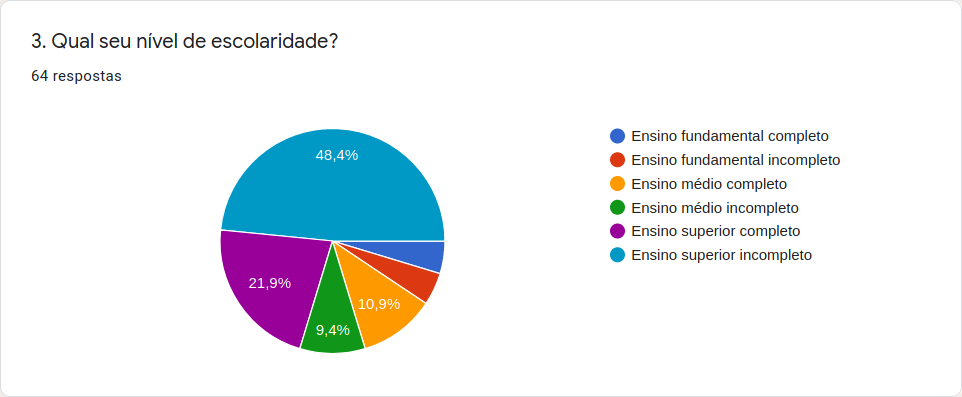 3. Qual seu nível de escolaridade?
64 respostas
48,4%
21,9%
10,9%
9,4%
Ensino fundamental completo
Ensino fundamental incompleto
Ensino médio completo
Ensino médio incompleto
Ensino superior completo
Ensino superior incompleto